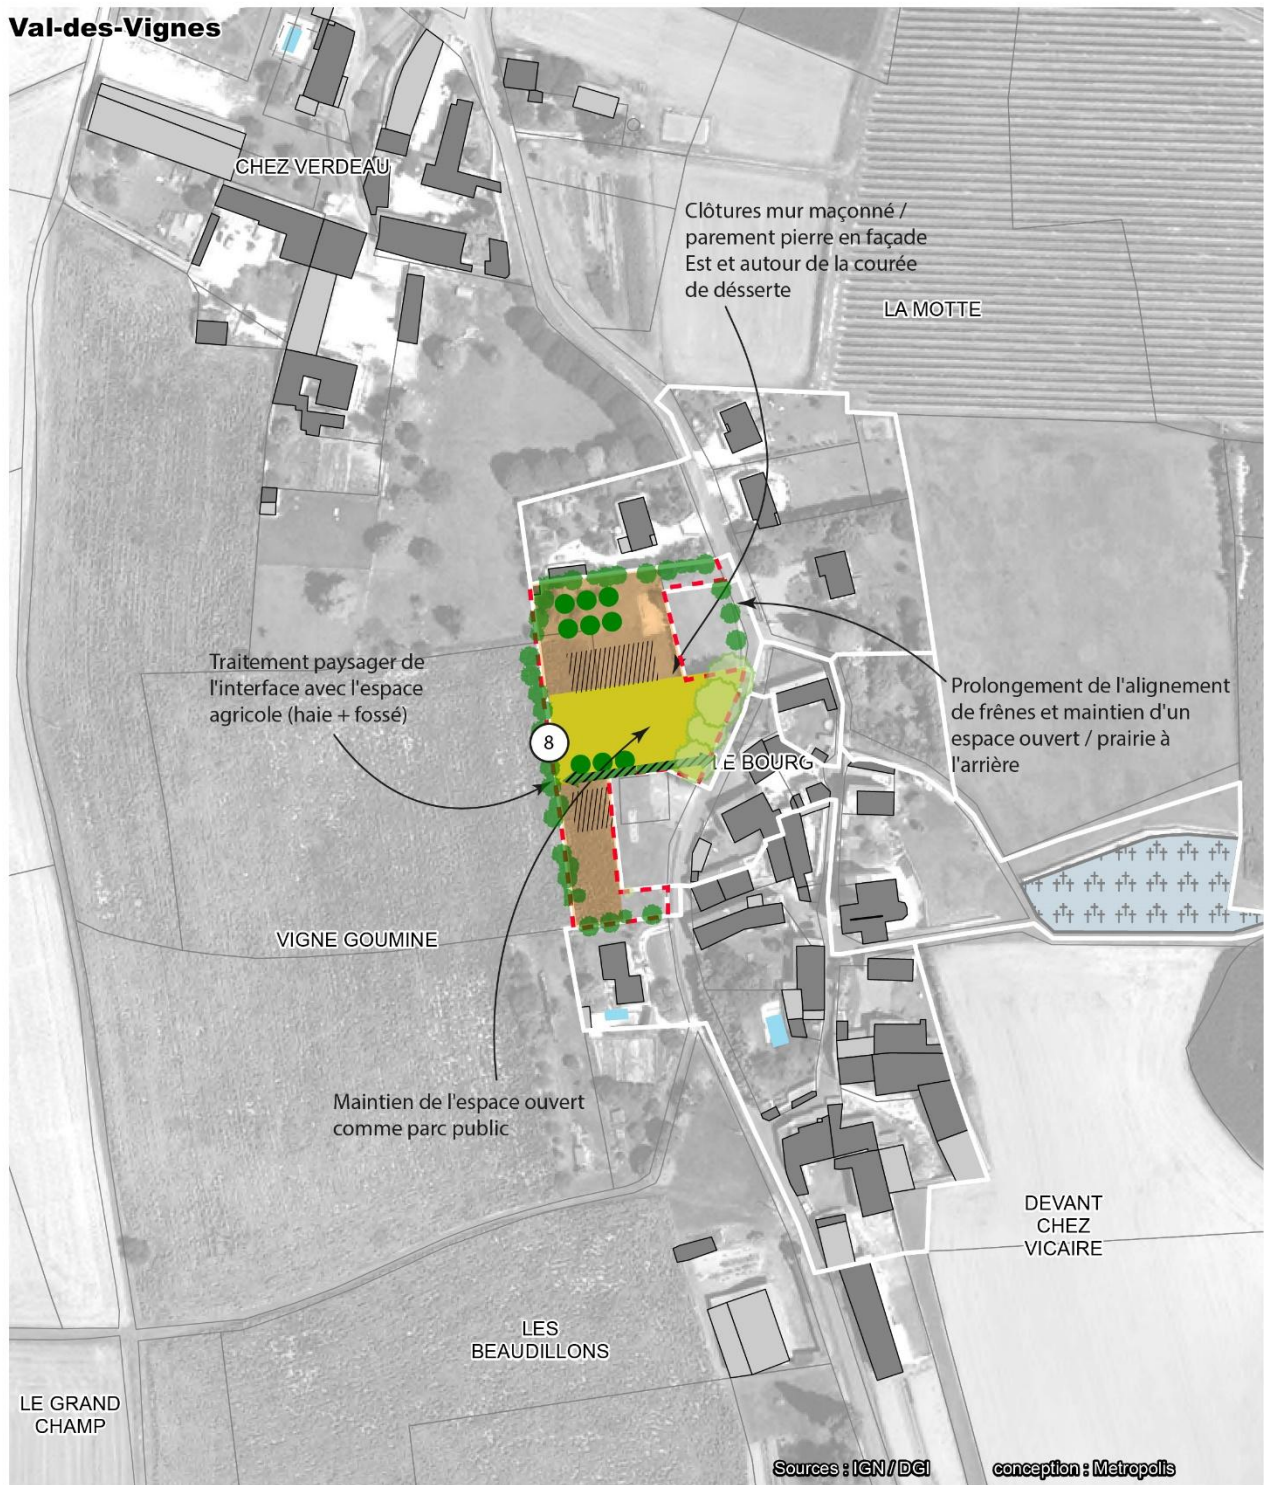 Val-des-Vignes
CHEZ VERDEAU
Clôtures mur maçonné /
parement pierre en façade
Est et autour de la courée
de désserte
LA MOTTE
Traitement paysager de
l'interface avec l'espace
agricole (haie + fossé)
Prolongement de l'alignement
de frênes et maintien d'un
espace ouvert / prairie à
l'arrière
8
LE BOURG
VIGNE GOUMINE
Maintien de l'espace ouvert
comme parc public
DEVANT
CHEZ
VICAIRE
LES
BEAUDILLONS
LE GRAND
CHAMP
Sources : IGN / DGI
conception : Metropolis